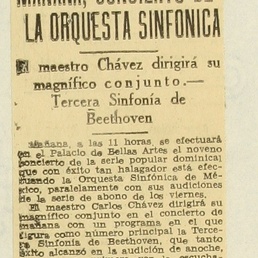 MAÑANA, CONCIERTO DE
LA ORQUESTA SINFONICA
El maestro Chávez dirigirá su
magnífico conjunto.—
Tercera Sinfonía de
Beethoven
Mañana, a las 11 horas, se efectuará
en el Palacio de Bellas Artes el noveno
concierto de la serie popular dominical
que con éxito tan halagador está efec-
tuando la Orquesta Sinfónica de Mé-
xico, paralelamente con sus audiciones
de la serie de abono de los viernes.
El maestro Carlos Chávez dirigirá su
magnífico conjunto en el concierto de
mañana con un programa en el que
figura como número principal la Terce-
ra Sinfonía de Beethoven, que tanto
éxito alcanzó en la audición de anoche,